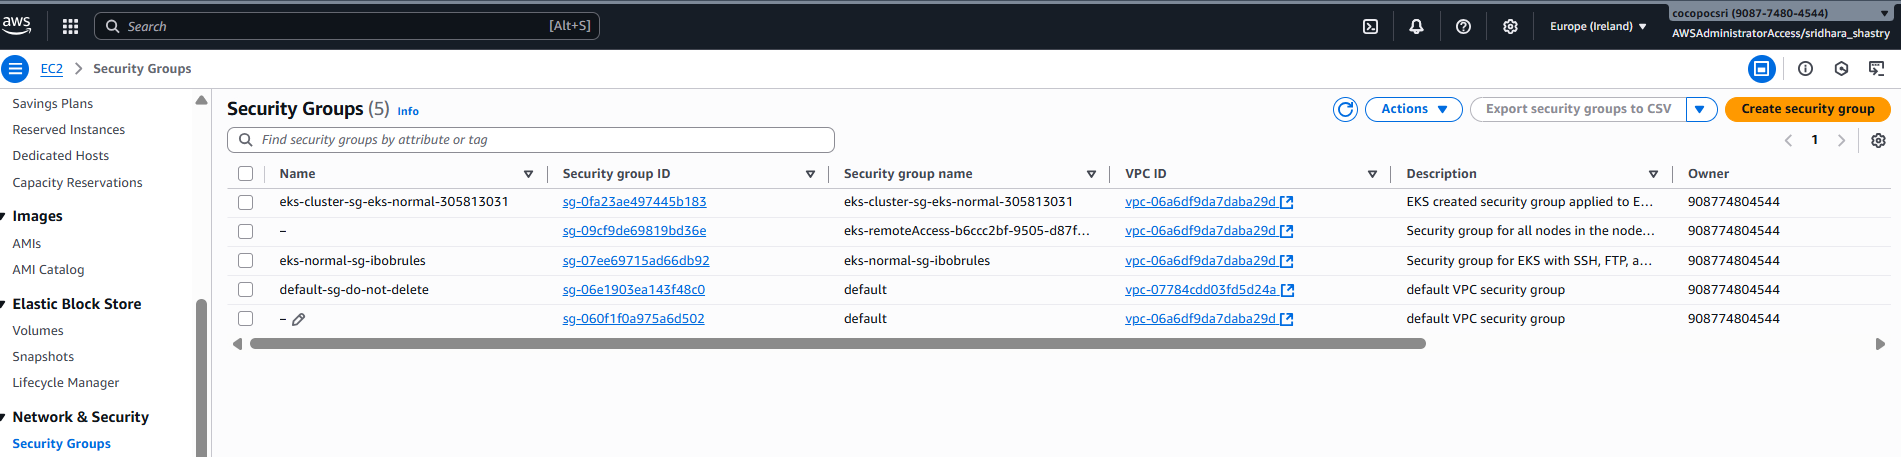 aws Search [Alt+S] Europe (Ireland) cocopocsri (9087-7480-4544)
AWSAdministratorAccess/sridhara_shastry
EC2 Security Groups
Savings Plans
Reserved Instances
Dedicated Hosts
Capacity Reservations
Images
AMIs
AMI Catalog
Elastic Block Store
Volumes
Snapshots
Lifecycle Manager
Network & Security
Security Groups
Security Groups (5) Info Actions Export security groups to CSV Create security group
Find security groups by attribute or tag 1
Name Security group ID Security group name VPC ID Description Owner
eks-cluster-sg-eks-normal-305813031 sg-0fa23ae497445b183 eks-cluster-sg-eks-normal-305813031 vpc-06a6df9da7daba29d EKS created security group applied to E... 908774804544
– sg-09cf9de69819bd36e eks-remoteAccess-b6ccc2bf-9505-d87f... vpc-06a6df9da7daba29d Security group for all nodes in the node... 908774804544
eks-normal-sg-ibobrules sg-07ee69715ad66db92 eks-normal-sg-ibobrules vpc-06a6df9da7daba29d Security group for EKS with SSH, FTP, a... 908774804544
default-sg-do-not-delete sg-06e1903ea143f48c0 default vpc-07784cdd03fd5d24a default VPC security group 908774804544
– sg-060f1f0a975a6d502 default vpc-06a6df9da7daba29d default VPC security group 908774804544